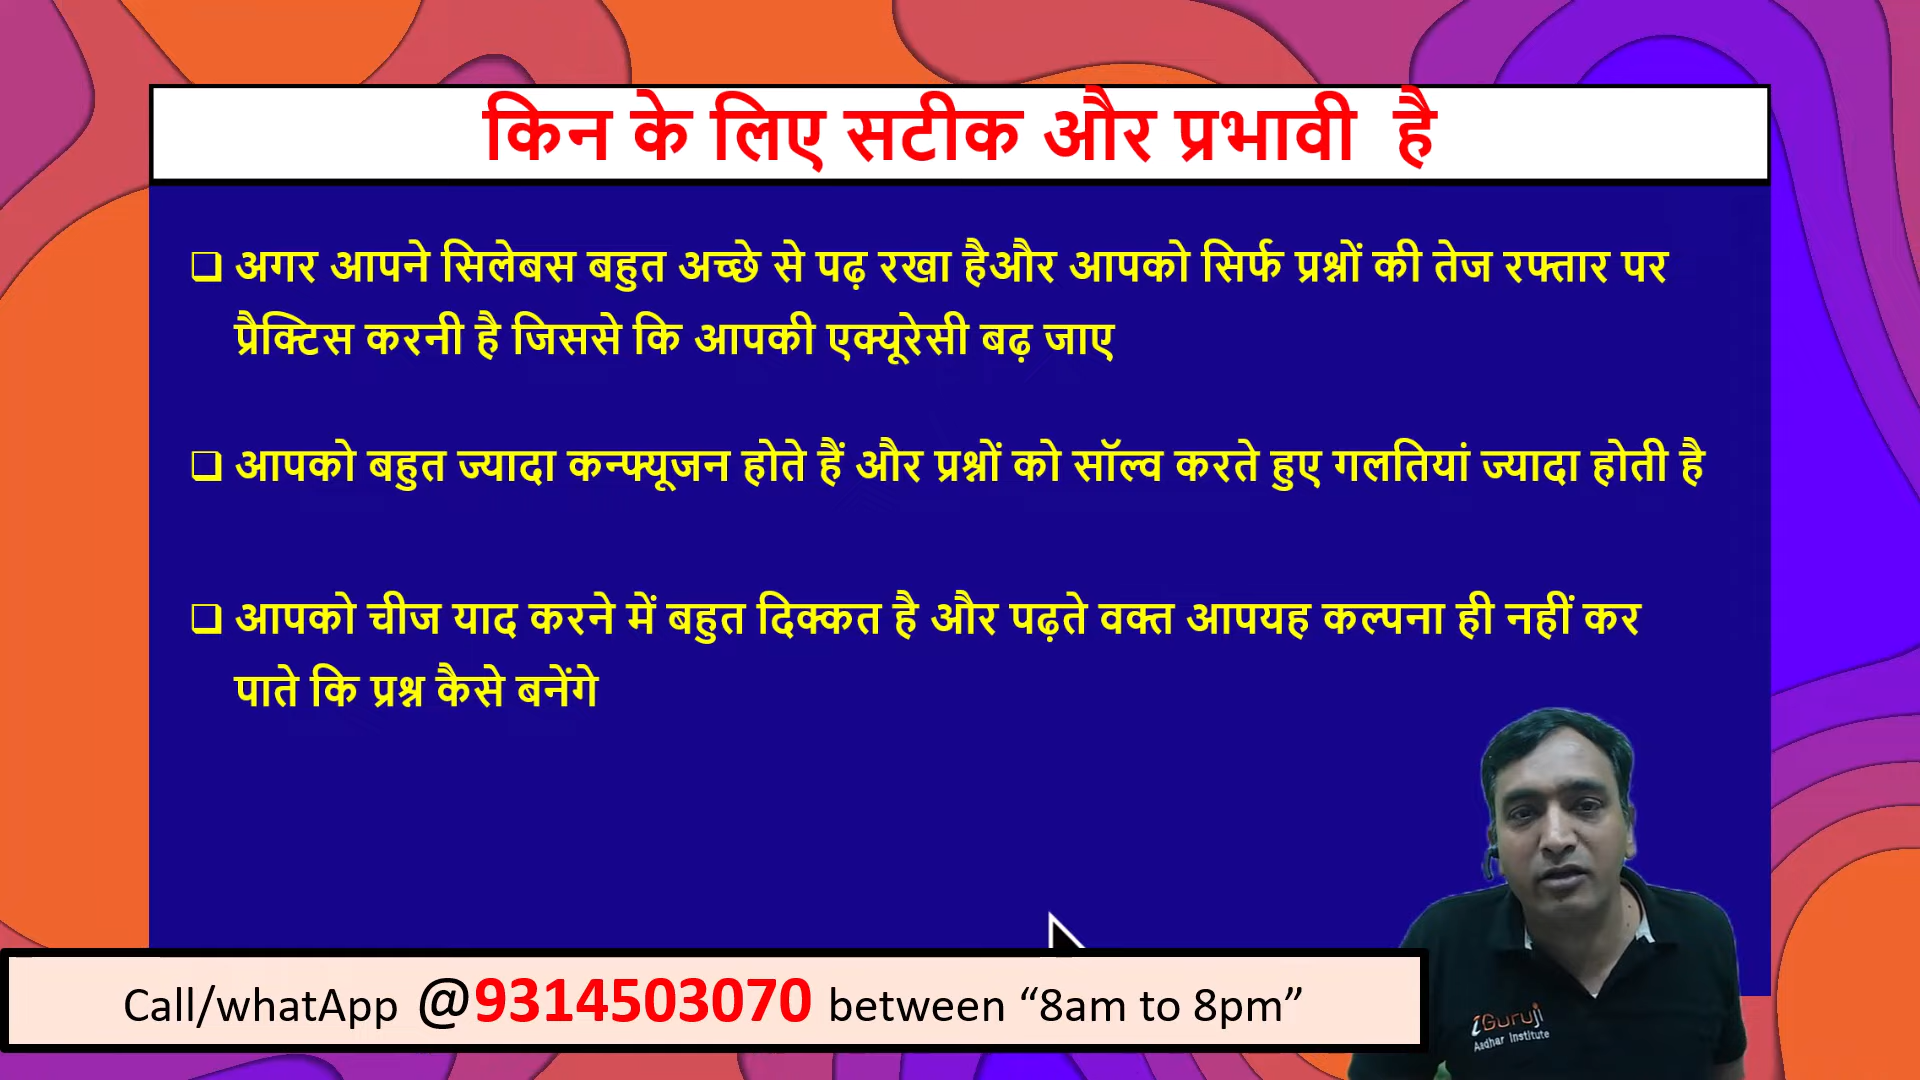 किन के लिए सटीक और प्रभावी है
❑ अगर आपने सिलेबस बहुत अच्छे से पढ़ रखा हैऔर आपको सिर्फ प्रश्नों की तेज रफ्तार पर
प्रैक्टिस करनी है जिससे कि आपकी एक्यूरेसी बढ़ जाए
❑ आपको बहुत ज्यादा कन्फ्यूजन होते हैं और प्रश्नों को सॉल्व करते हुए गलतियां ज्यादा होती है
❑ आपको चीज याद करने में बहुत दिक्कत है और पढ़ते वक्त आपयह कल्पना ही नहीं कर
पाते कि प्रश्न कैसे बनेंगे
Call/whatApp @9314503070 between “8am to 8pm”
iGuruji
Aadhar Institute